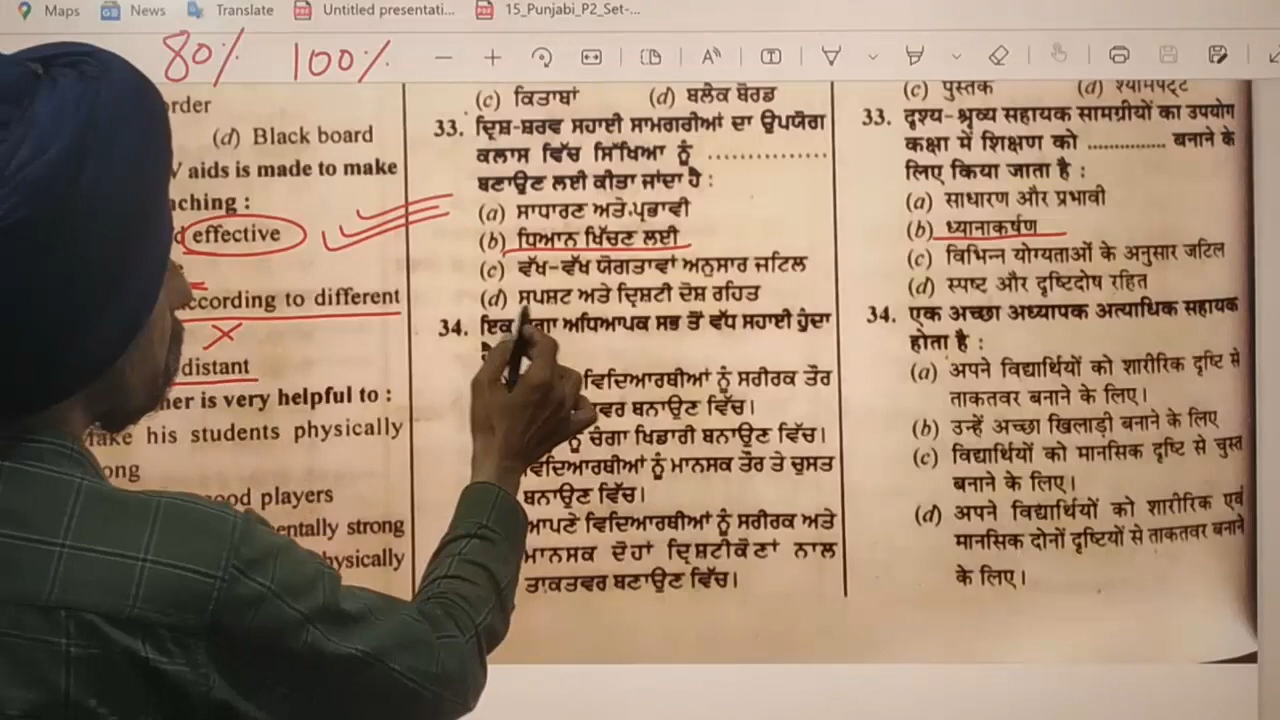 Maps
News
Translate
Untitled presentati...
15_Punjabi_P2_Set-...
80% 100%
order
(d) Black board
aids is made to make
aching :
effective
ccording to different
distant
her is very helpful to :
ake his students physically
ong
ood players
entally strong
hysically
(c) ਕਿਤਾਬਾਂ (d) ਬਲੈਕ ਬੋਰਡ
33. ਦ੍ਰਿਸ਼-ਸ਼ਰਵ ਸਹਾਈ ਸਾਮਗਰੀਆਂ ਦਾ ਉਪਯੋਗ
ਕਲਾਸ ਵਿੱਚ ਸਿੱਖਿਆ ਨੂੰ ...............
ਬਣਾਉਣ ਲਈ ਕੀਤਾ ਜਾਂਦਾ ਹੈ :
(a) ਸਾਧਾਰਣ ਅਤੇ ਪ੍ਰਭਾਵੀ
(b) ਧਿਆਨ ਖਿੱਚਣ ਲਈ
(c) ਵੱਖ-ਵੱਖ ਯੋਗਤਾਵਾਂ ਅਨੁਸਾਰ ਜਟਿਲ
(d) ਸਪਸ਼ਟ ਅਤੇ ਦ੍ਰਿਸ਼ਟੀ ਦੋਸ਼ ਰਹਿਤ
34. ਇਕ ਅਧਿਆਪਕ ਸਭ ਤੋਂ ਵੱਧ ਸਹਾਈ ਹੁੰਦਾ
ਵਿਦਿਆਰਥੀਆਂ ਨੂੰ ਸਰੀਰਕ ਤੌਰ
ਬਣਾਉਣ ਵਿੱਚ।
ਨੂੰ ਚੰਗਾ ਖਿਡਾਰੀ ਬਣਾਉਣ ਵਿੱਚ।
ਵਿਦਿਆਰਥੀਆਂ ਨੂੰ ਮਾਨਸਕ ਤੌਰ ਤੇ ਚੁਸਤ
ਬਨਾਉਣ ਵਿੱਚ।
ਆਪਣੇ ਵਿਦਿਆਰਥੀਆਂ ਨੂੰ ਸਰੀਰਕ ਅਤੇ
ਮਾਨਸਕ ਦੋਹਾਂ ਦ੍ਰਿਸ਼ਟੀਕੋਣਾਂ ਨਾਲ
ਤਾਕਤਵਰ ਬਣਾਉਣ ਵਿੱਚ।
(c) पुस्तक (d) श्यामपट्ट
33. दृश्य-श्रृव्य सहायक सामग्रीयों का उपयोग
कक्षा में शिक्षण को ............... बनाने के
लिए किया जाता है :
(a) साधारण और प्रभावी
(b) ध्यानाकर्षण
(c) विभिन्न योग्यताओं के अनुसार जटिल
(d) स्पष्ट और दृष्टिदोष रहित
34. एक अच्छा अध्यापक अत्याधिक सहायक
होता है :
(a) अपने विद्यार्थियों को शारीरिक दृष्टि से
ताकतवर बनाने के लिए।
(b) उन्हें अच्छा खिलाड़ी बनाने के लिए
(c) विद्यार्थियों को मानसिक दृष्टि से चुस्त
बनाने के लिए।
(d) अपने विद्यार्थियों को शारीरिक एवं
मानसिक दोनों दृष्टियों से ताकतवर बनाने
के लिए।